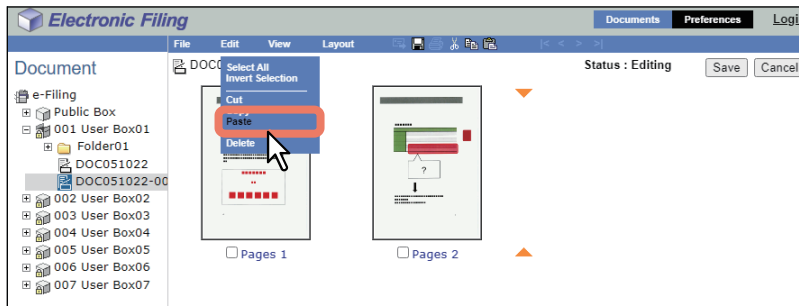 Electronic Filing
Documents Preferences Logi
File Edit View Layout
Document
DOC0
Status : Editing
Save Cancel
Select All
Invert Selection
Cut
Paste
Delete
e-Filing
Public Box
001 User Box01
Folder01
DOC051022
DOC051022-00
002 User Box02
003 User Box03
004 User Box04
005 User Box05
006 User Box06
007 User Box07
?
Pages 1
Pages 2